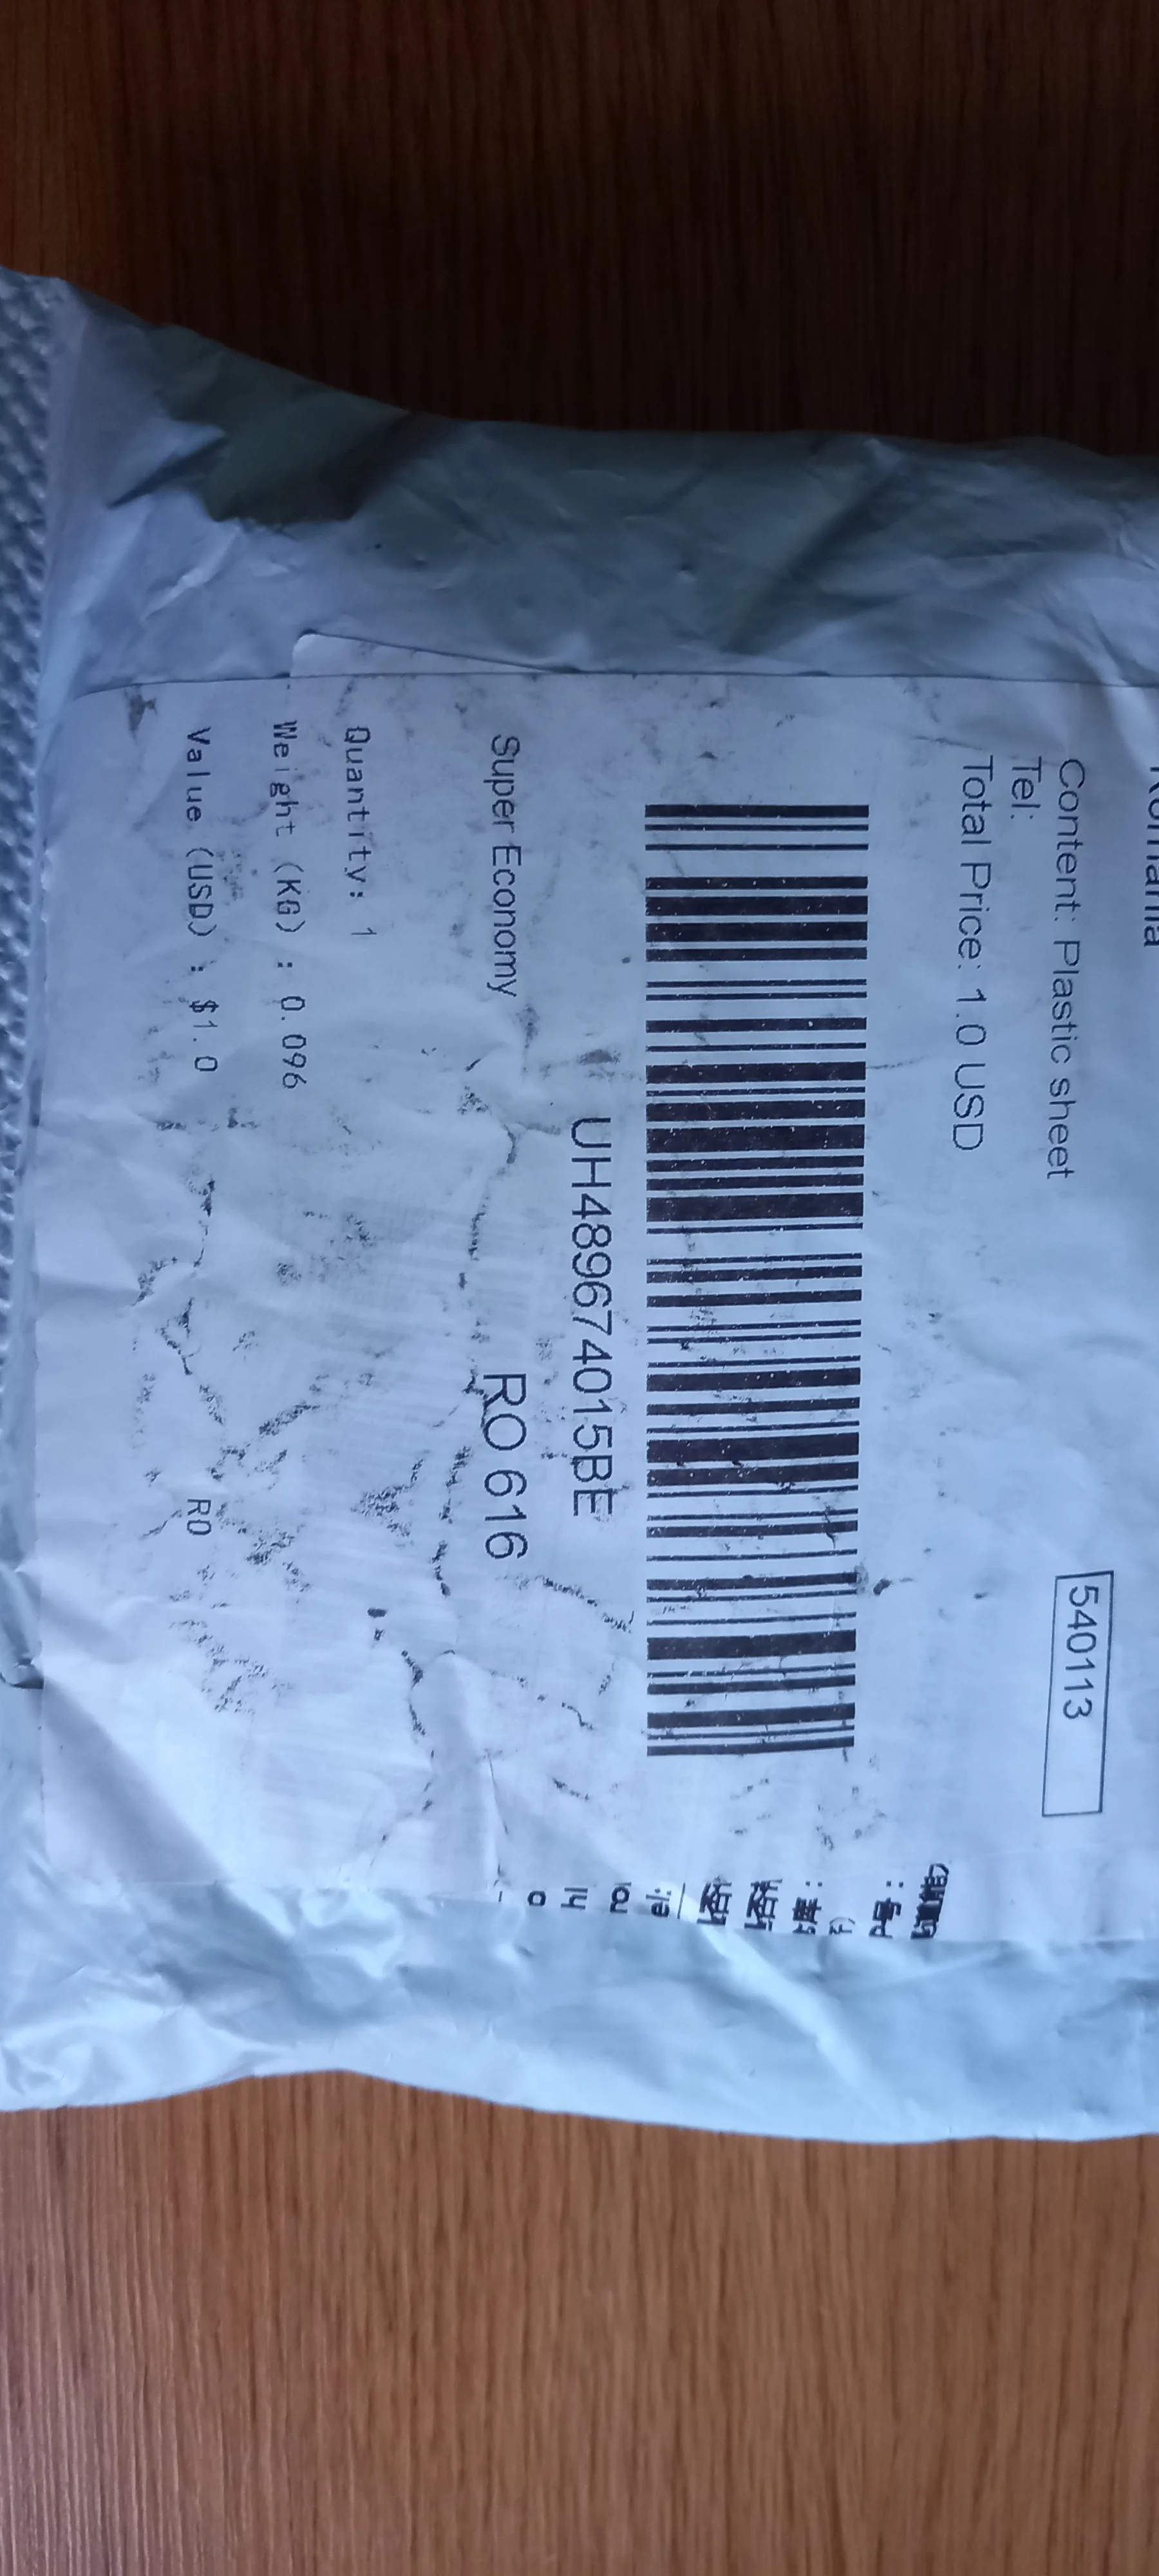 Romania
Content: Plastic sheet
540113
Tel:
Total Price: 1.0 USD
UH489674015BE
Super Economy
RO 616
Quantity: 1
Weight (KG) : 0.096
Value (USD) : $1.0
RO